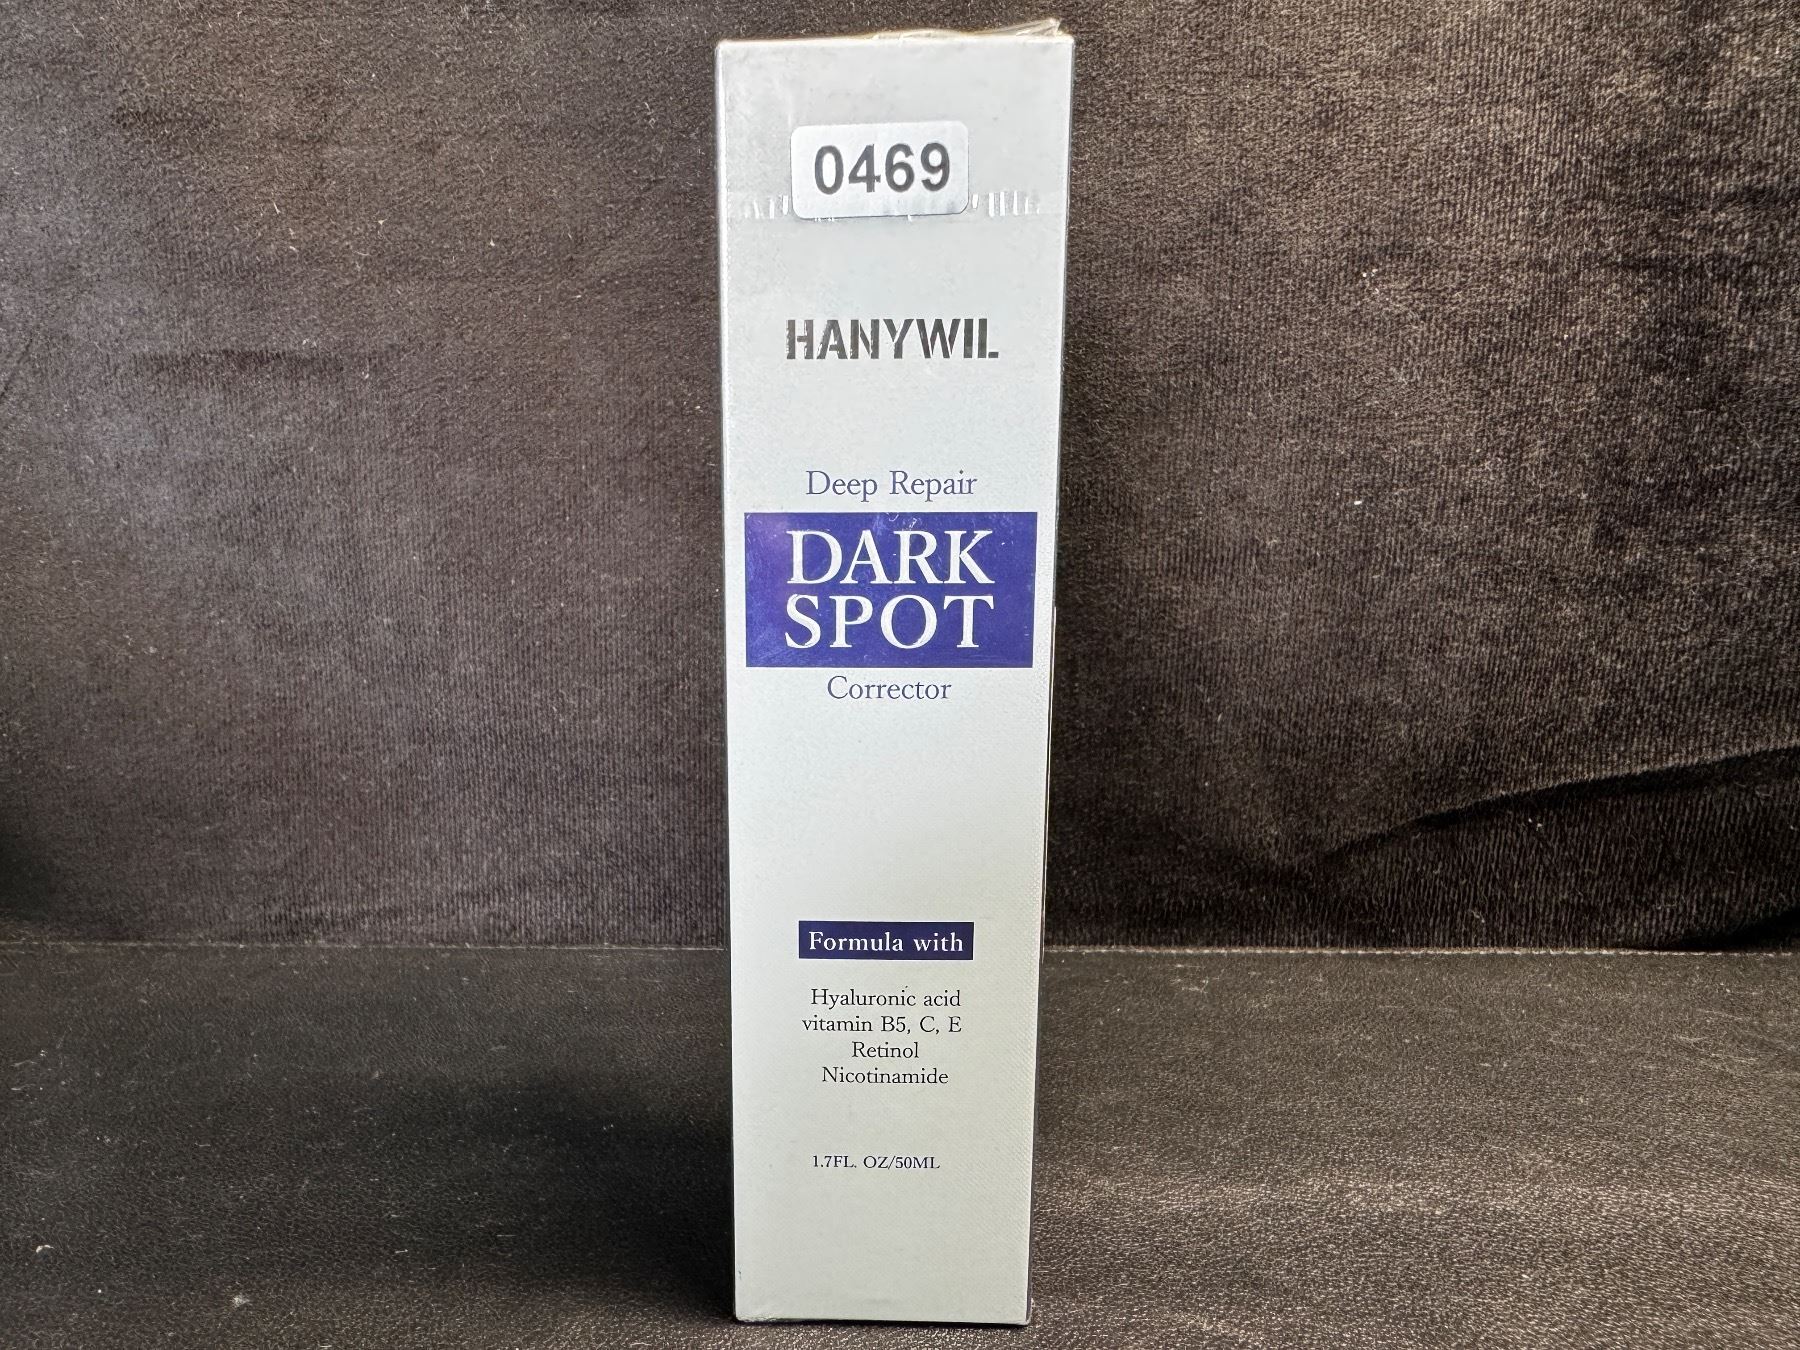 0469
HANYWIL
Deep Repair
DARK
SPOT
Corrector
Formula with
Hyaluronic acid
vitamin B5, C, E
Retinol
Nicotinamide
1.7FL. OZ/50ML